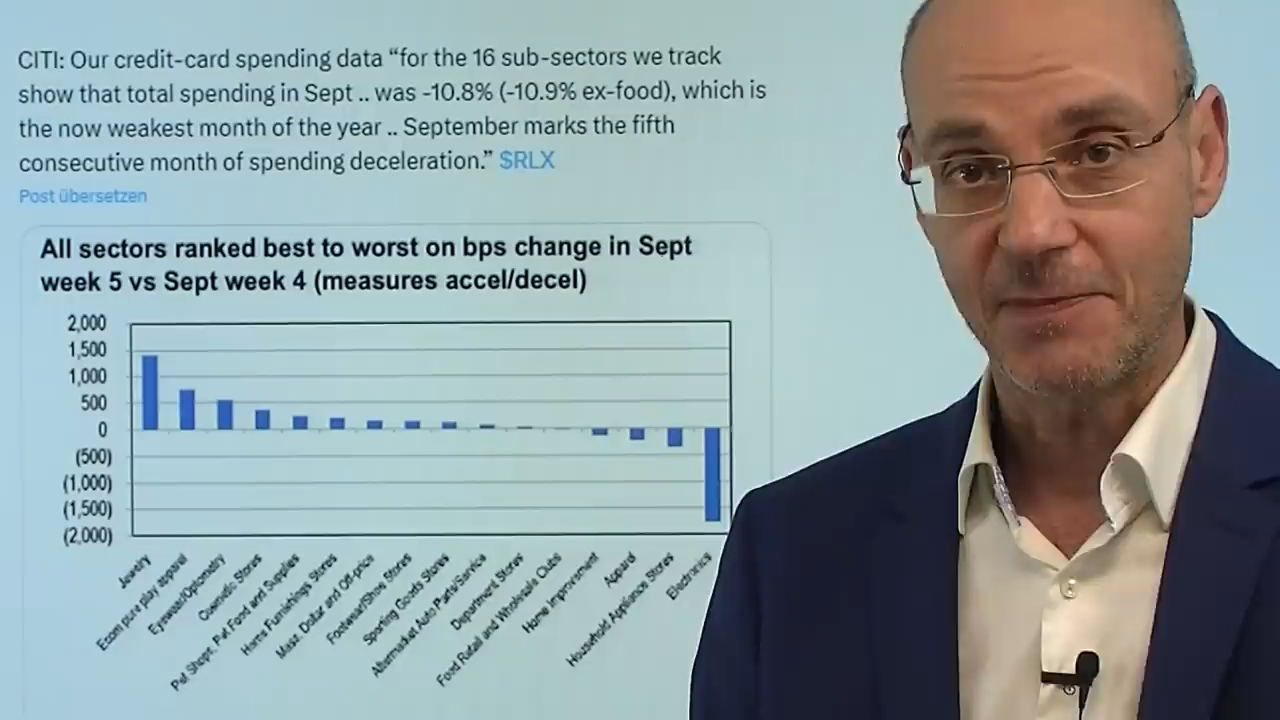 CITI: Our credit-card spending data “for the 16 sub-sectors we track
show that total spending in Sept .. was -10.8% (-10.9% ex-food), which is
the now weakest month of the year .. September marks the fifth
consecutive month of spending deceleration.” $RLX
Post übersetzen
All sectors ranked best to worst on bps change in Sept
week 5 vs Sept week 4 (measures accel/decel)
2,000
1,500
1,000
500
0
(500)
(1,000)
(1,500)
(2,000)
Jewelry
Ecom pure play apparel
Eyewear/Optometry
Cosmetic Stores
Pet Shops, Pet Food and Supplies
Home Furnishings Stores
Mass. Dollar and Off-price
Footwear/Shoe Stores
Sporting Goods Stores
Aftermarket Auto Parts/Service
Department Stores
Food Retail and Wholesale Clubs
Home improvement
Apparel
Household Appliance Stores
Electronics